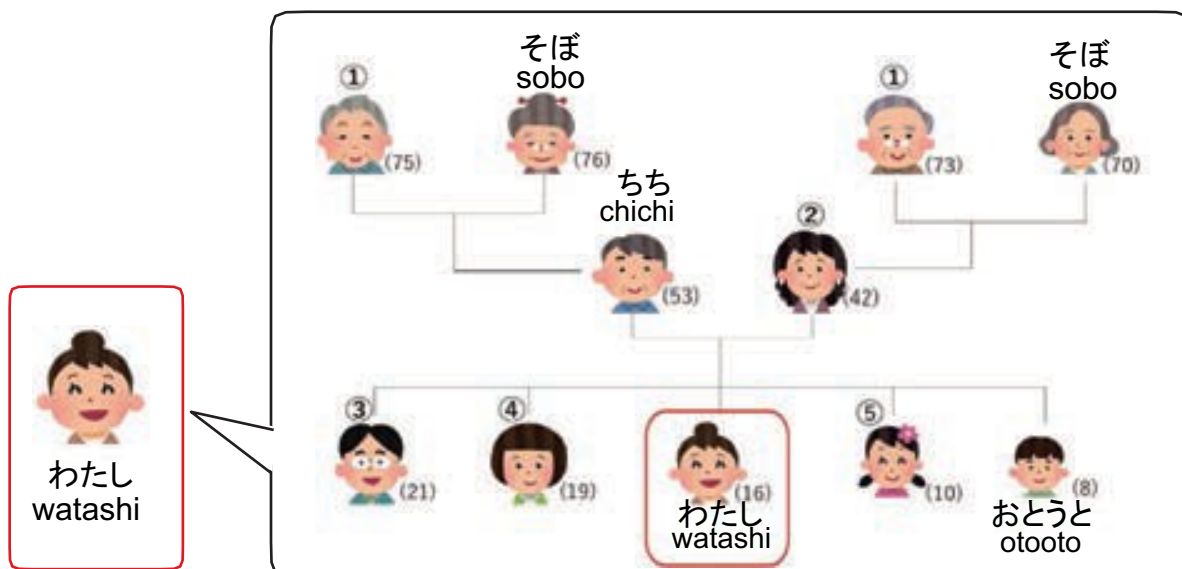 そぼ
sobo
そぼ
sobo
①
①
(75)
(76)
(73)
(70)
ちち
chichi
②
(53)
(42)
③
④
⑤
(21)
(19)
(16)
(10)
(8)
わたし
watashi
おとうと
otooto
わたし
watashi